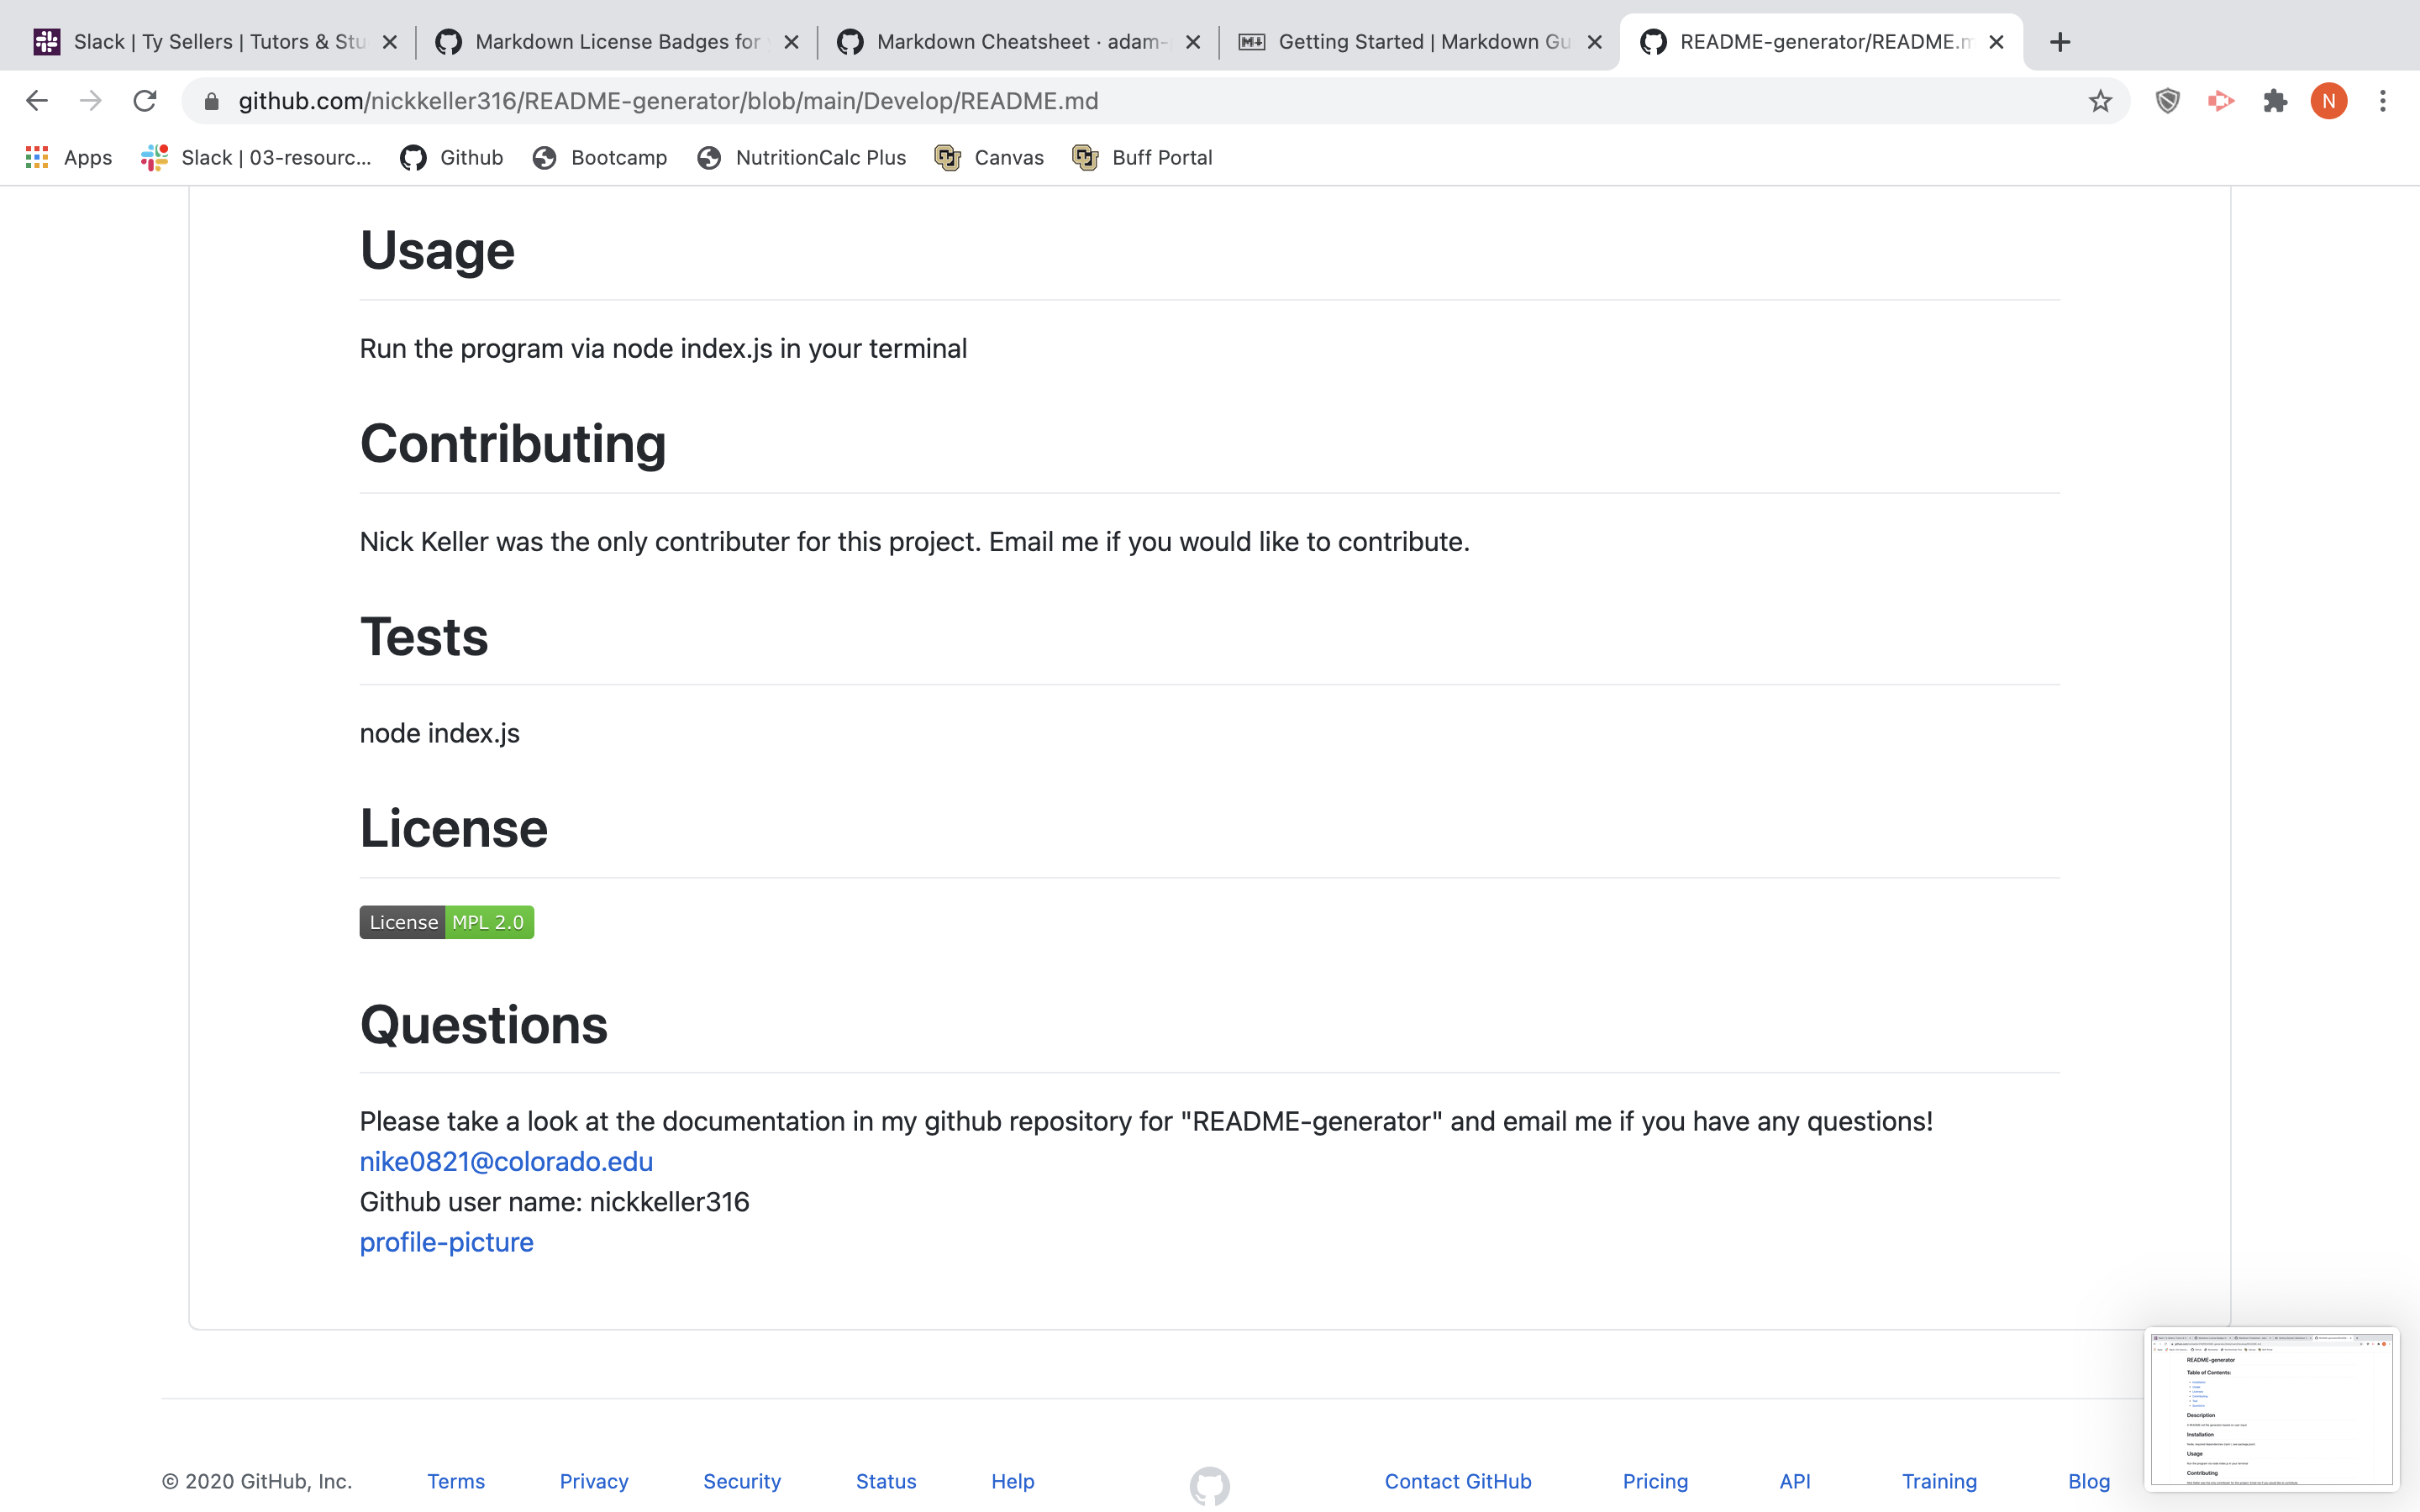 Slack | Ty Sellers | Tutors & Stu
Markdown License Badges for
Markdown Cheatsheet · adam-
Getting Started | Markdown Gu
README-generator/README.m
github.com/nickkeller316/README-generator/blob/main/Develop/README.md
N
Apps
Slack | 03-resourc...
Github
Bootcamp
NutritionCalc Plus
Canvas
Buff Portal
Usage
Run the program via node index.js in your terminal
Contributing
Nick Keller was the only contributer for this project. Email me if you would like to contribute.
Tests
node index.js
License
License MPL 2.0
Questions
Please take a look at the documentation in my github repository for "README-generator" and email me if you have any questions!
nike0821@colorado.edu
Github user name: nickkeller316
profile-picture
README-generator
Table of Contents:
Description
Installation
Usage
Contributing
© 2020 GitHub, Inc.
Terms
Privacy
Security
Status
Help
Contact GitHub
Pricing
API
Training
Blog